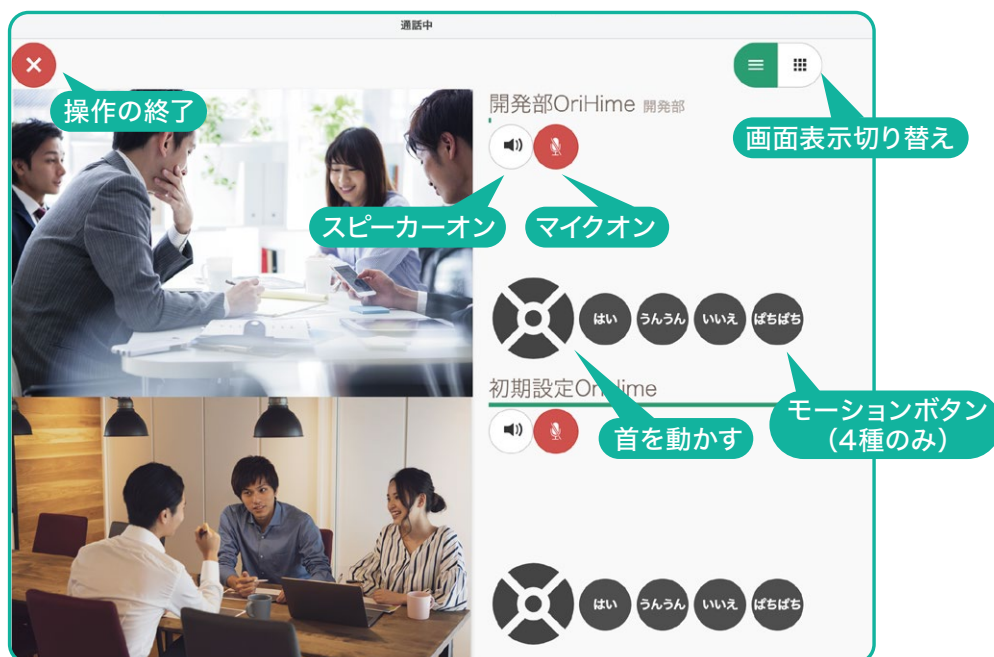 通話中
操作の終了
画面表示切り替え
開発部OriHime 開発部
スピーカーオン
マイクオン
はい
うんうん
いいえ
ぱちぱち
初期設定OriHime
首を動かす
モーションボタン
（4種のみ）
はい
うんうん
いいえ
ぱちぱち